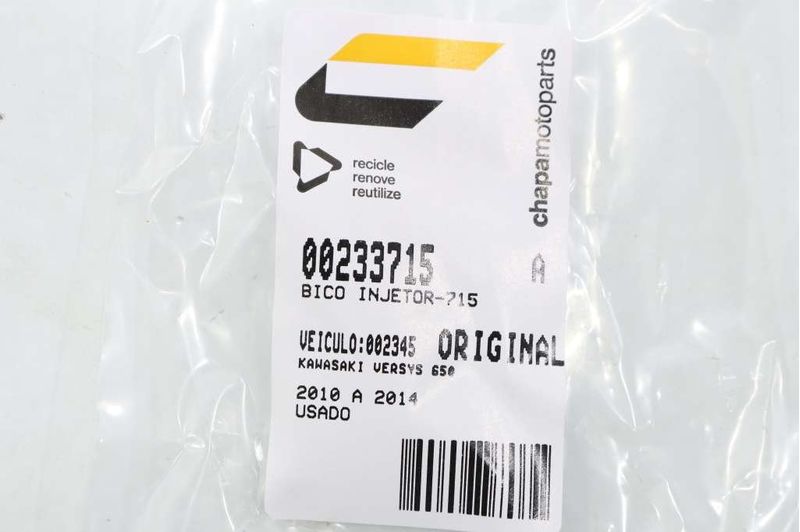 chapamotoparts
recicle
renove
reutilize
00233715 A
BICO INJETOR-715
VEICULO:002345 ORIGINAL
KAWASAKI VERSYS 650
2010 A 2014
USADO